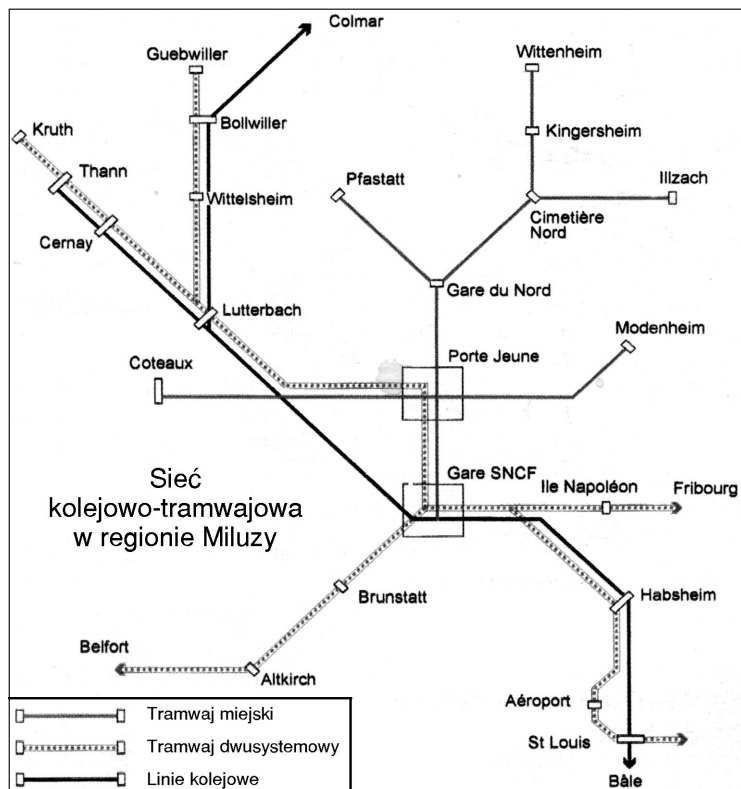 Colmar
Guebwiller
Wittenheim
Bollwiller
Kruth
Kingersheim
Thann
Pfastatt
Illzach
Wittelsheim
Cimetière
Nord
Cernay
Gare du Nord
Lutterbach
Modenheim
Porte Jeune
Coteaux
Sieć
kolejowo-tramwajowa
w regionie Miluzy
Gare SNCF
Ile Napoléon
Fribourg
Brunstatt
Habsheim
Belfort
Altkirch
Aéroport
St Louis
Bâle
Tramwaj miejski
Tramwaj dwusystemowy
Linie kolejowe